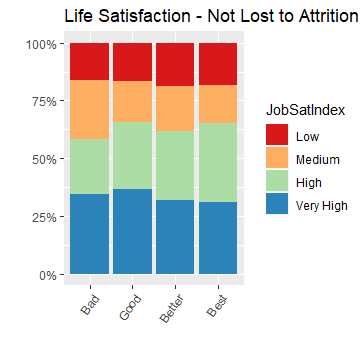 Life Satisfaction - Not Lost to Attrition
100%
75%
50%
25%
0%
Bad
Good
Better
Best
JobSatIndex
Low
Medium
High
Very High